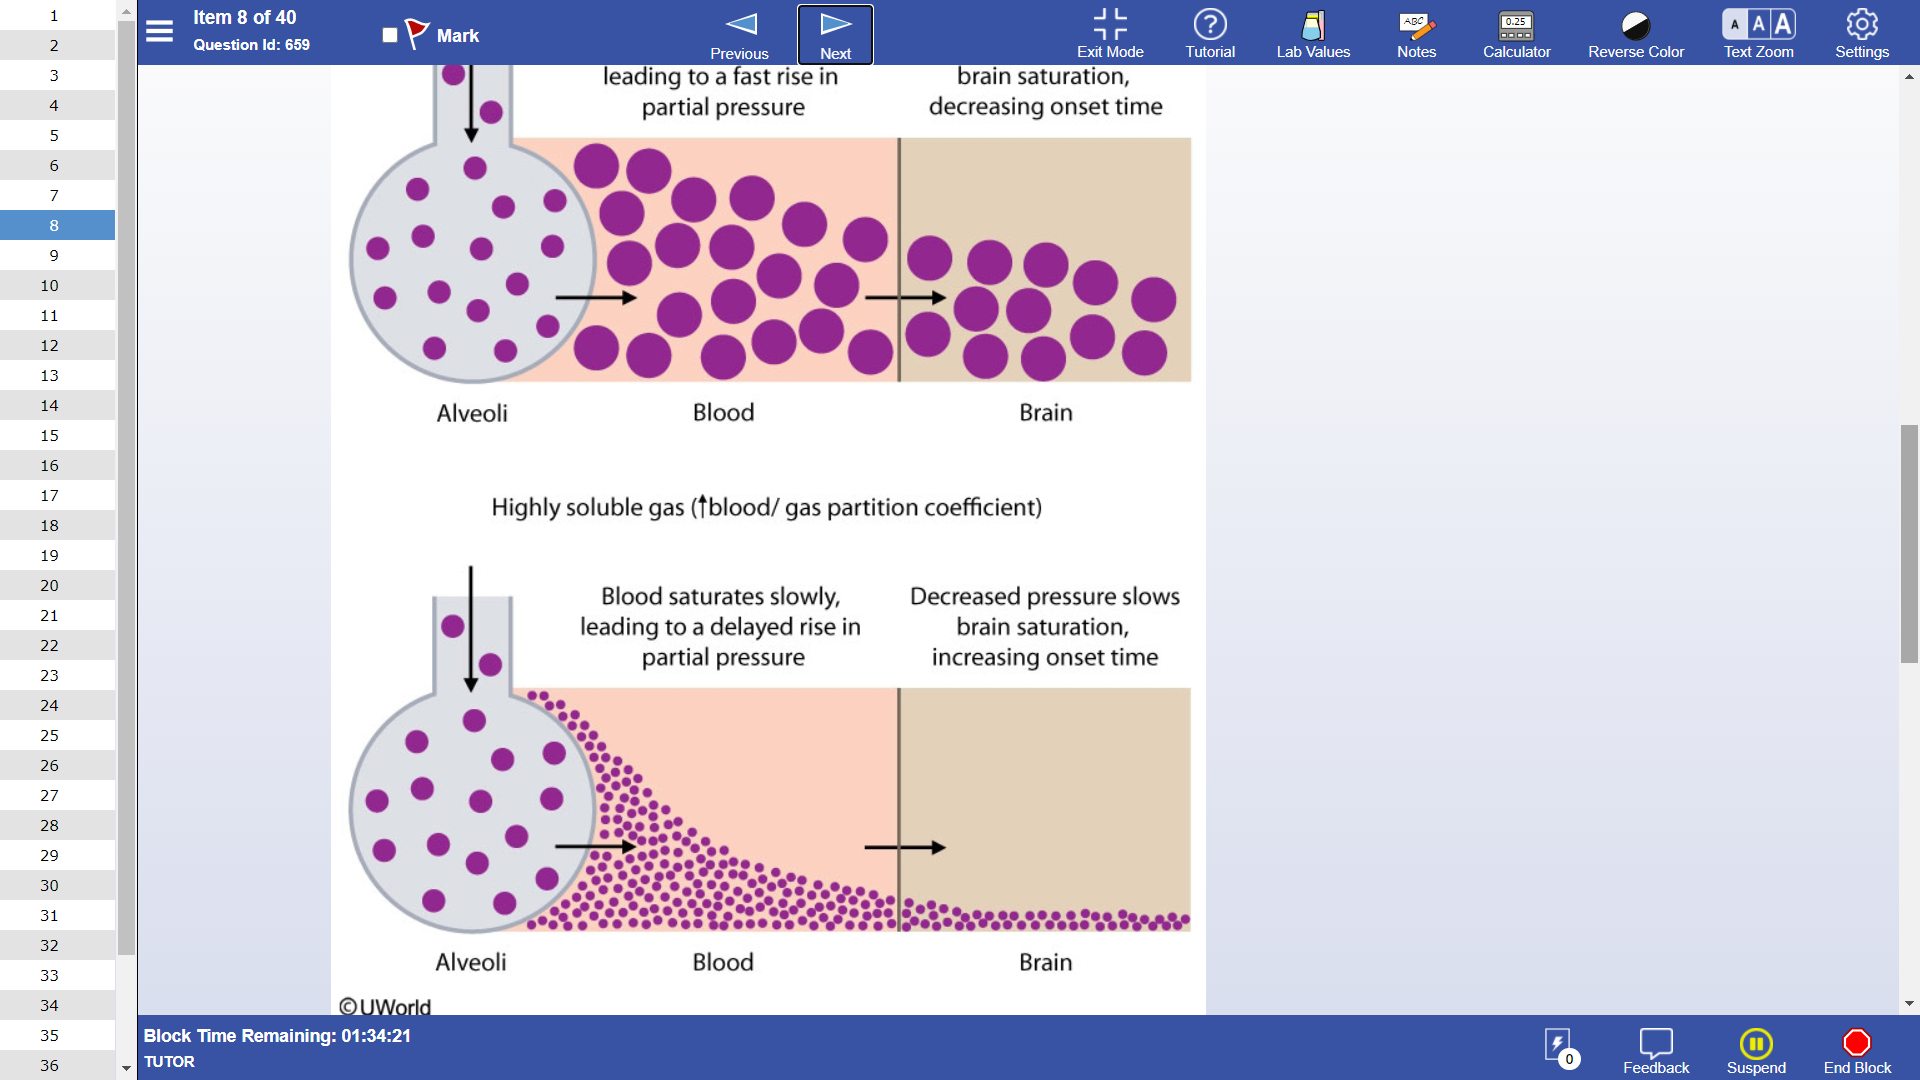 Item 8 of 40
Question Id: 659
Mark
Previous
Next
Exit Mode
Tutorial
Lab Values
ABC
Notes
0.25
Calculator
Reverse Color
A A A
Text Zoom
Settings
1
2
3
4
5
6
7
8
9
10
11
12
13
14
15
16
17
18
19
20
21
22
23
24
25
26
27
28
29
30
31
32
33
34
35
36
leading to a fast rise in
partial pressure
brain saturation,
decreasing onset time
Alveoli
Blood
Brain
Highly soluble gas (↑blood/ gas partition coefficient)
Blood saturates slowly,
leading to a delayed rise in
partial pressure
Decreased pressure slows
brain saturation,
increasing onset time
Alveoli
Blood
Brain
©UWorld
Block Time Remaining: 01:34:21
TUTOR
0
Feedback
Suspend
End Block